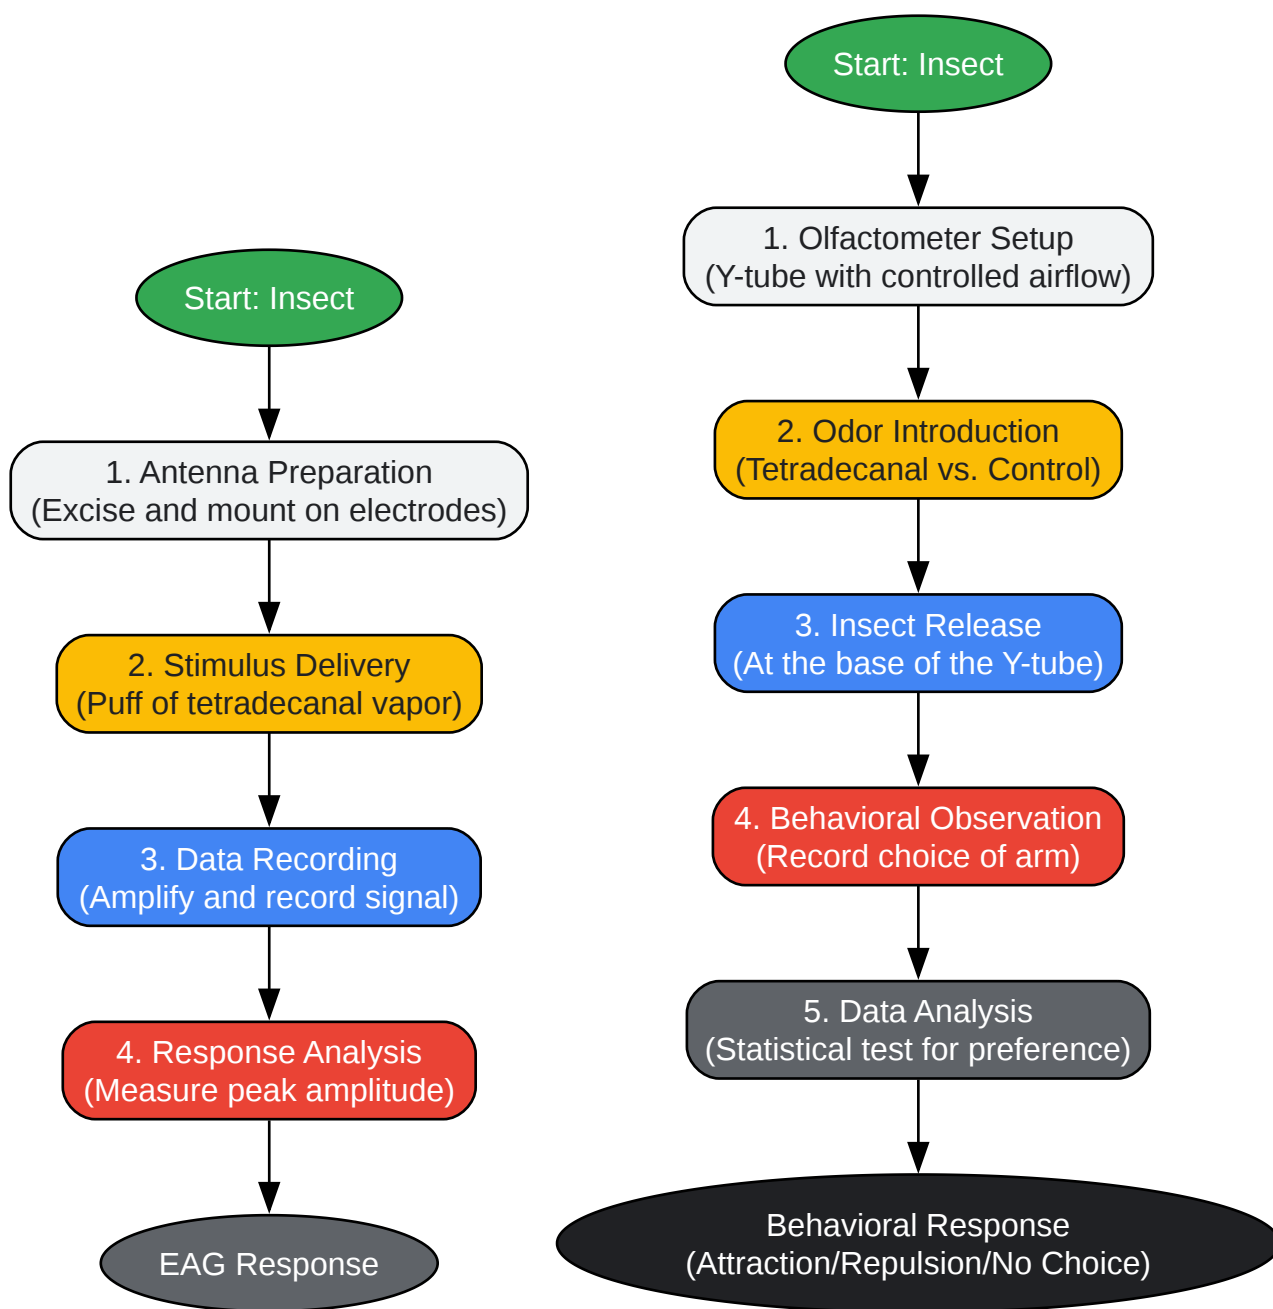 Start: Insect
1. Antenna Preparation
(Excise and mount on electrodes)
2. Stimulus Delivery
(Puff of tetradecanal vapor)
3. Data Recording
(Amplify and record signal)
4. Response Analysis
(Measure peak amplitude)
EAG Response
Start: Insect
1. Olfactometer Setup
(Y-tube with controlled airflow)
2. Odor Introduction
(Tetradecanal vs. Control)
3. Insect Release
(At the base of the Y-tube)
4. Behavioral Observation
(Record choice of arm)
5. Data Analysis
(Statistical test for preference)
Behavioral Response
(Attraction/Repulsion/No Choice)